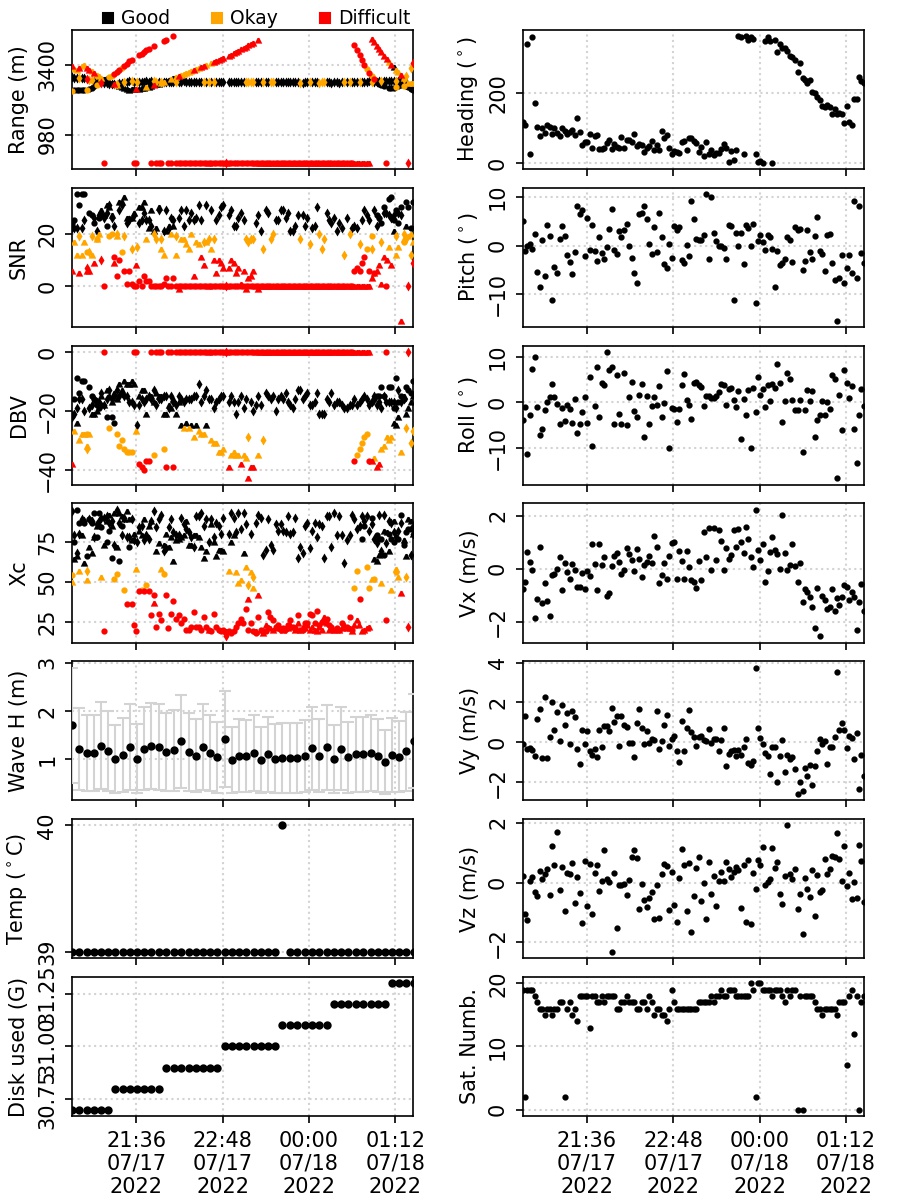 Good Okay Difficult
Range (m)
3400
980
SNR
20
0
DBV
0
−20
−40
Xc
75
50
25
Wave H (m)
3
2
1
Temp (°C)
40
39
Disk used (G)
31.25
31.00
30.75
21:36 22:48 00:00 01:12
07/17 07/17 07/18 07/18
2022 2022 2022 2022
Heading (°)
200
0
Pitch (°)
10
0
−10
Roll (°)
10
0
−10
Vx (m/s)
2
0
−2
Vy (m/s)
4
2
0
−2
Vz (m/s)
2
0
−2
Sat. Numb.
20
10
0
21:36 22:48 00:00 01:12
07/17 07/17 07/18 07/18
2022 2022 2022 2022